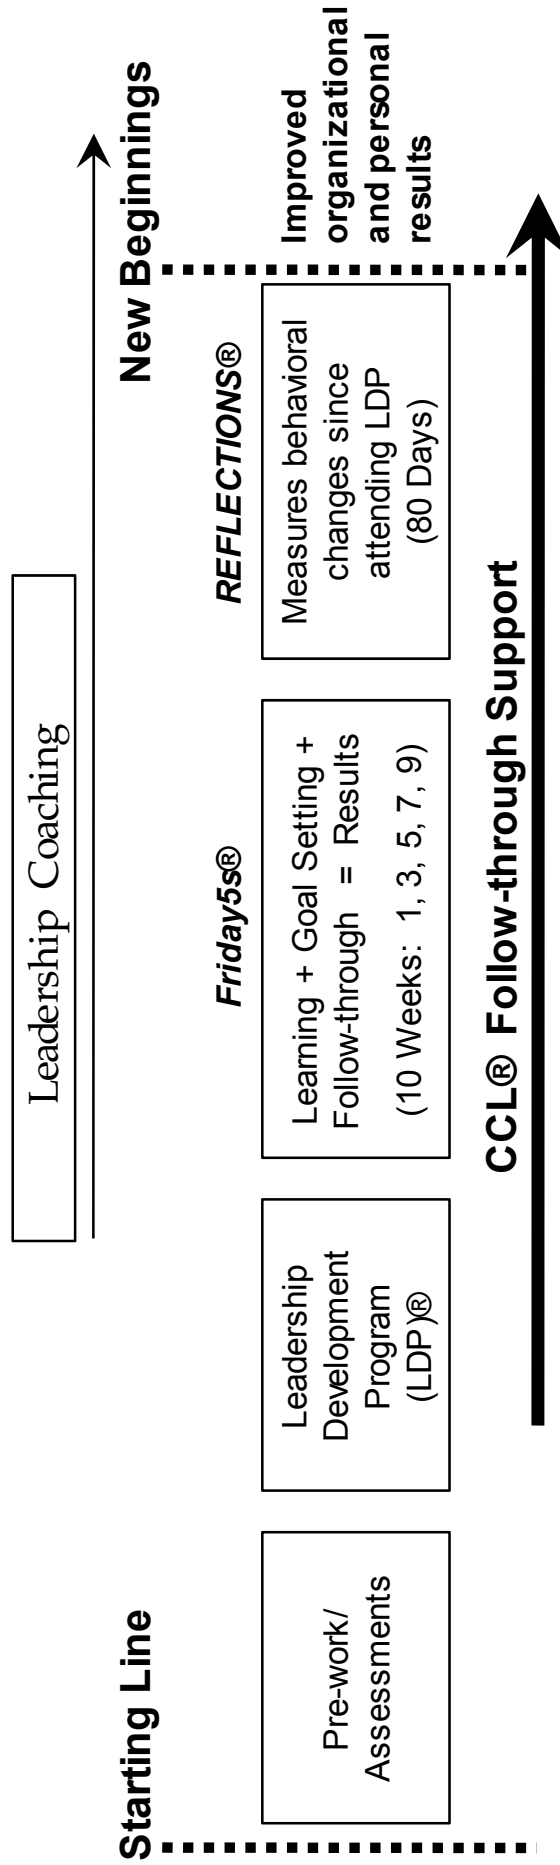 Leadership Coaching
Starting Line
New Beginnings
Friday5s®
REFLECTIONS®
Pre-work/
Assessments
Leadership
Development
Program
(LDP)®
Learning + Goal Setting +
Follow-through = Results
(10 Weeks: 1, 3, 5, 7, 9)
Measures behavioral
changes since
attending LDP
(80 Days)
Improved
organizational
and personal
results
CCL® Follow-through Support